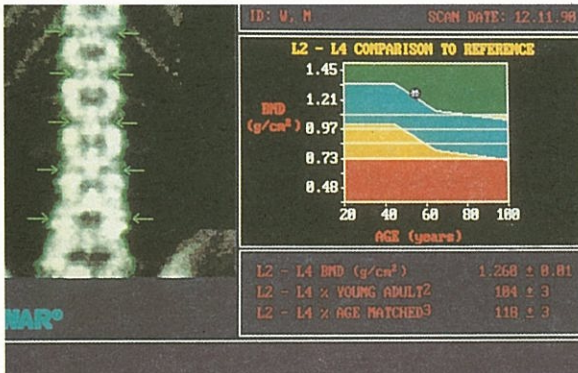 ID: W, M SCAN DATE: 12.11.90
L2 - L4 COMPARISON TO REFERENCE
1.45
1.21
BMD
(g/cm²)
0.97
0.73
0.48
20 40 60 80 100
AGE (years)
L2 - L4 BMD (g/cm²) 1.260 ± 0.01
L2 - L4 % YOUNG ADULT² 104 ± 3
L2 - L4 % AGE MATCHED³ 118 ± 3
NAR®